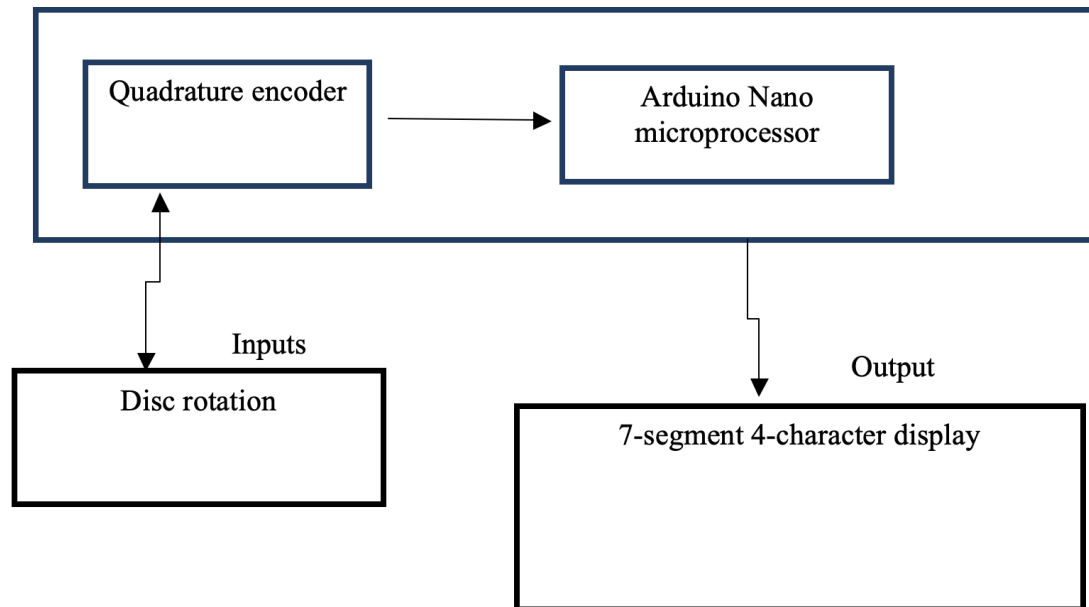 Quadrature encoder
Arduino Nano
microprocessor
Inputs
Output
Disc rotation
7-segment 4-character display